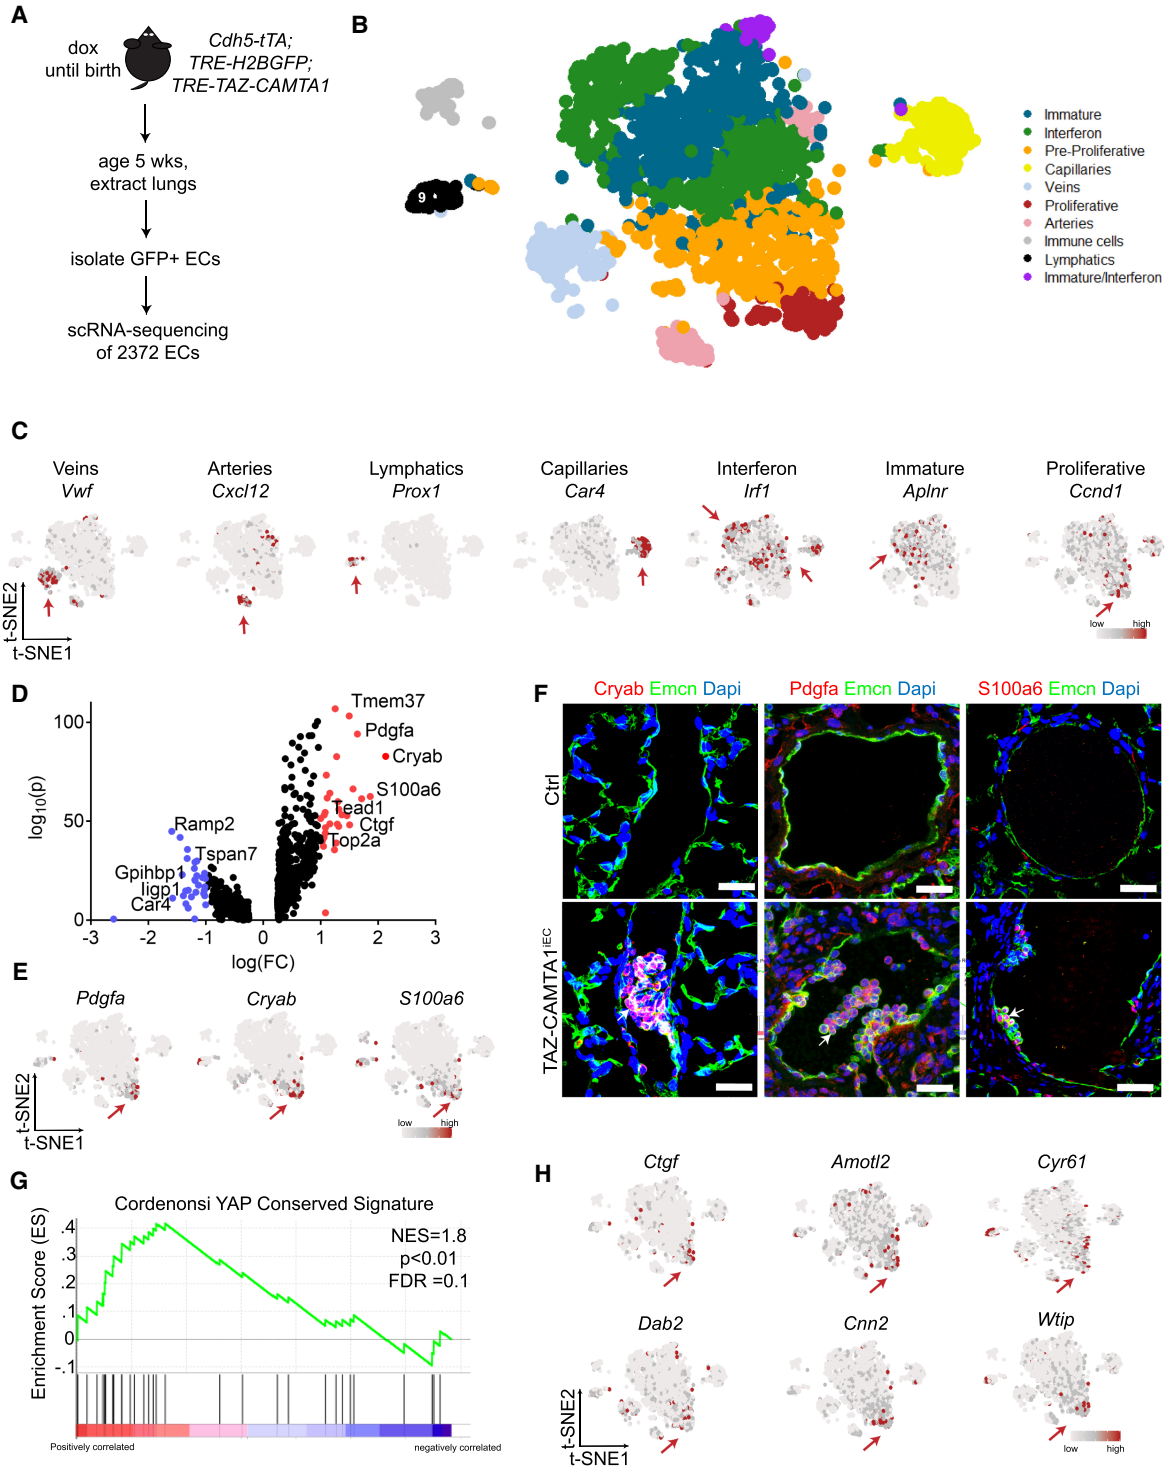 A
dox
until birth
Cdh5-tTA;
TRE-H2BGFP;
TRE-TAZ-CAMTA1
age 5 wks,
extract lungs
isolate GFP+ ECs
scRNA-sequencing
of 2372 ECs
B
9
Immature
Interferon
Pre-Proliferative
Capillaries
Veins
Proliferative
Arteries
Immune cells
Lymphatics
Immature/Interferon
C
Veins
Vwf
Arteries
Cxcl12
Lymphatics
Prox1
Capillaries
Car4
Interferon
Irf1
Immature
Aplnr
Proliferative
Ccnd1
t-SNE2
t-SNE1
low high
D
log10(p)
100
50
0
-3 -2 -1 0 1 2 3
log(FC)
Tmem37
Pdgfa
Cryab
S100a6
Tead1
Ctgf
Top2a
Ramp2
Tspan7
Gpihbp1
Iigp1
Car4
E
Pdgfa
Cryab
S100a6
t-SNE2
t-SNE1
low high
F
Cryab Emcn Dapi
Pdgfa Emcn Dapi
S100a6 Emcn Dapi
Ctrl
TAZ-CAMTA1iEC
G
Cordenonsi YAP Conserved Signature
Enrichment Score (ES)
.4
.3
.2
.1
0
-.1
NES=1.8
p<0.01
FDR =0.1
Positively correlated
negatively correlated
H
Ctgf
Amotl2
Cyr61
Dab2
Cnn2
Wtip
t-SNE2
t-SNE1
low high